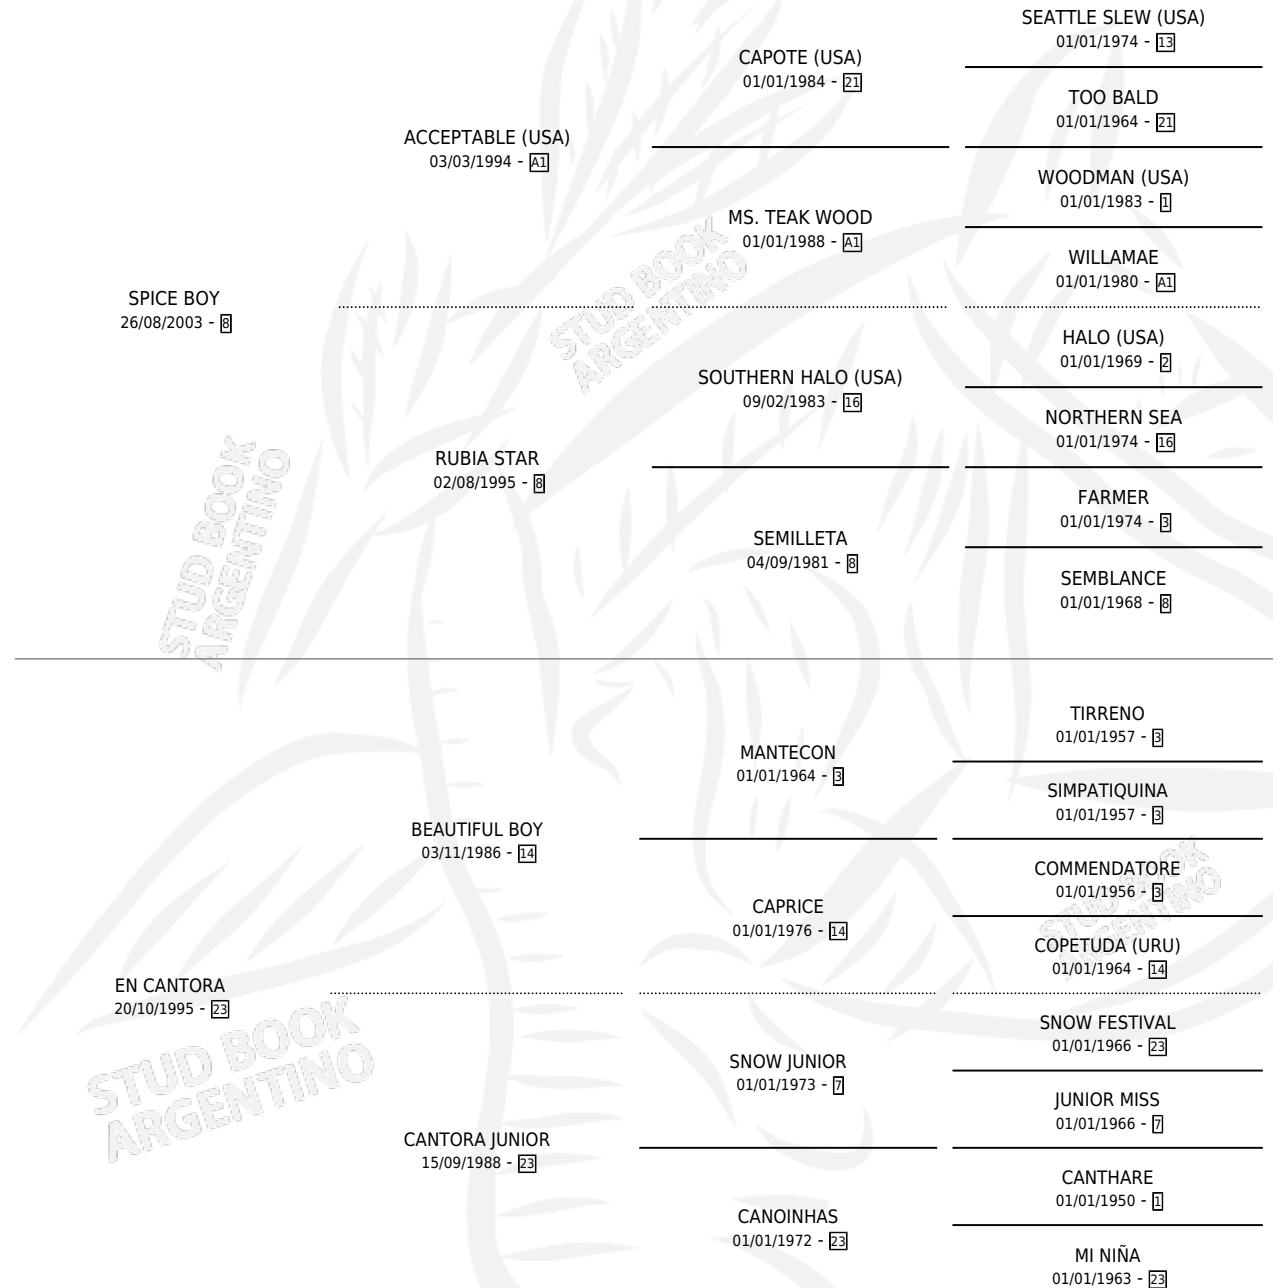 SEATTLE SLEW (USA)
01/01/1974 - 13
CAPOTE (USA)
01/01/1984 - 21
TOO BALD
01/01/1964 - 21
ACCEPTABLE (USA)
03/03/1994 - A1
WOODMAN (USA)
01/01/1983 - 1
MS. TEAK WOOD
01/01/1988 - A1
WILLAMAE
01/01/1980 - A1
SPICE BOY
26/08/2003 - 8
HALO (USA)
01/01/1969 - 2
SOUTHERN HALO (USA)
09/02/1983 - 16
NORTHERN SEA
01/01/1974 - 16
RUBIA STAR
02/08/1995 - 8
FARMER
01/01/1974 - 3
SEMILLETA
04/09/1981 - 8
SEMBLANCE
01/01/1968 - 8
STUD BOOK
ARGENTINO
STUD BOOK
ARGENTINO
TIRRENO
01/01/1957 - 3
MANTECON
01/01/1964 - 3
SIMPATIQUINA
01/01/1957 - 3
BEAUTIFUL BOY
03/11/1986 - 14
COMMENDATORE
01/01/1956 - 3
CAPRICE
01/01/1976 - 14
COPETUDA (URU)
01/01/1964 - 14
EN CANTORA
20/10/1995 - 23
SNOW FESTIVAL
01/01/1966 - 23
SNOW JUNIOR
01/01/1973 - 7
JUNIOR MISS
01/01/1966 - 7
CANTORA JUNIOR
15/09/1988 - 23
CANTHARE
01/01/1950 - 1
CANOINHAS
01/01/1972 - 23
MI NIÑA
01/01/1963 - 23
STUD BOOK
ARGENTINO
STUD BOOK
ARGENTINO